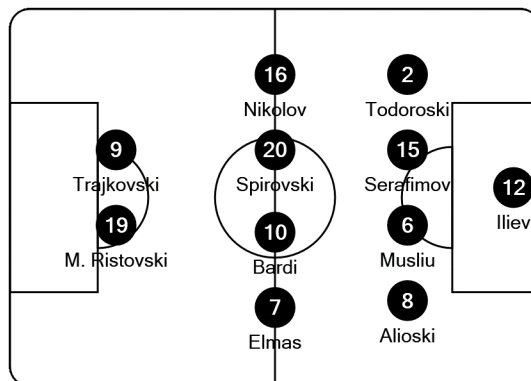 16
Nikolov
2
Todoroski
9
Trajkovski
20
Spirovski
15
Serafimov
12
Iliev
19
M. Ristovski
10
Bardi
6
Musliu
7
Elmas
8
Alioski